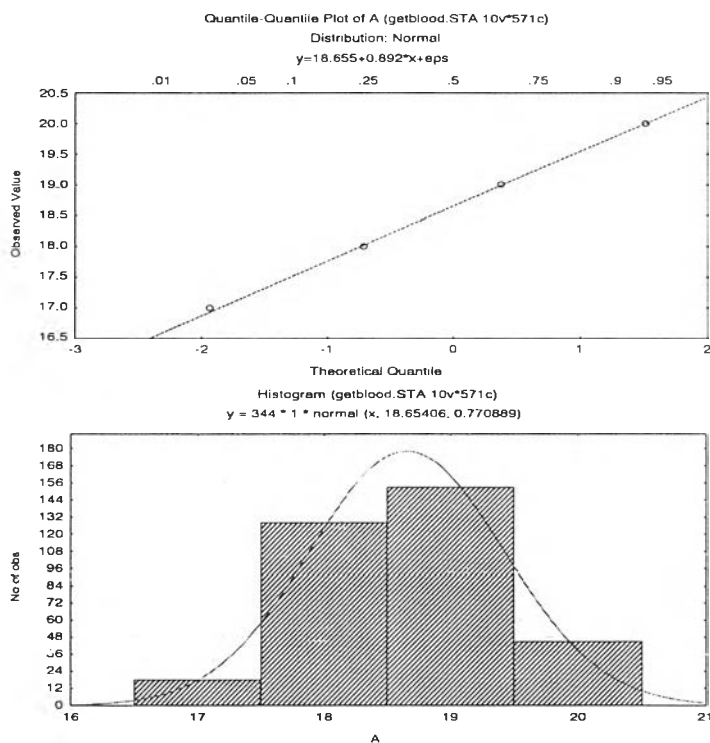 Quantile-Quantile Plot of A (getblood.STA 10v*571c)
Distribution: Normal
y=18.655+0.892*x+eps
.01 .05 .1 .25 .5 .75 .9 .95
20.5
20.0
19.5
19.0
18.5
18.0
17.5
17.0
16.5
Observed Value
-3 -2 -1 0 1 2
Theoretical Quantile
Histogram (getblood.STA 10v*571c)
y = 344 * 1 * normal (x, 18.65406, 0.770889)
180
168
156
144
132
120
108
96
84
72
60
48
36
24
12
0
No of obs
16 17 18 19 20 21
A